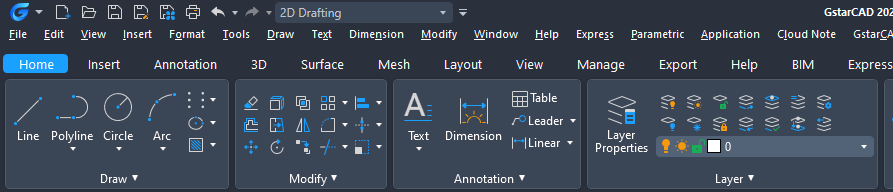 2D Drafting GstarCAD 202
File Edit View Insert Format Tools Draw Text Dimension Modify Window Help Express Parametric Application Cloud Note GstarC
Home Insert Annotation 3D Surface Mesh Layout View Manage Export Help BIM Express
Line Polyline Circle Arc Text Dimension Table Leader Linear Layer Properties 0
Draw Modify Annotation Layer